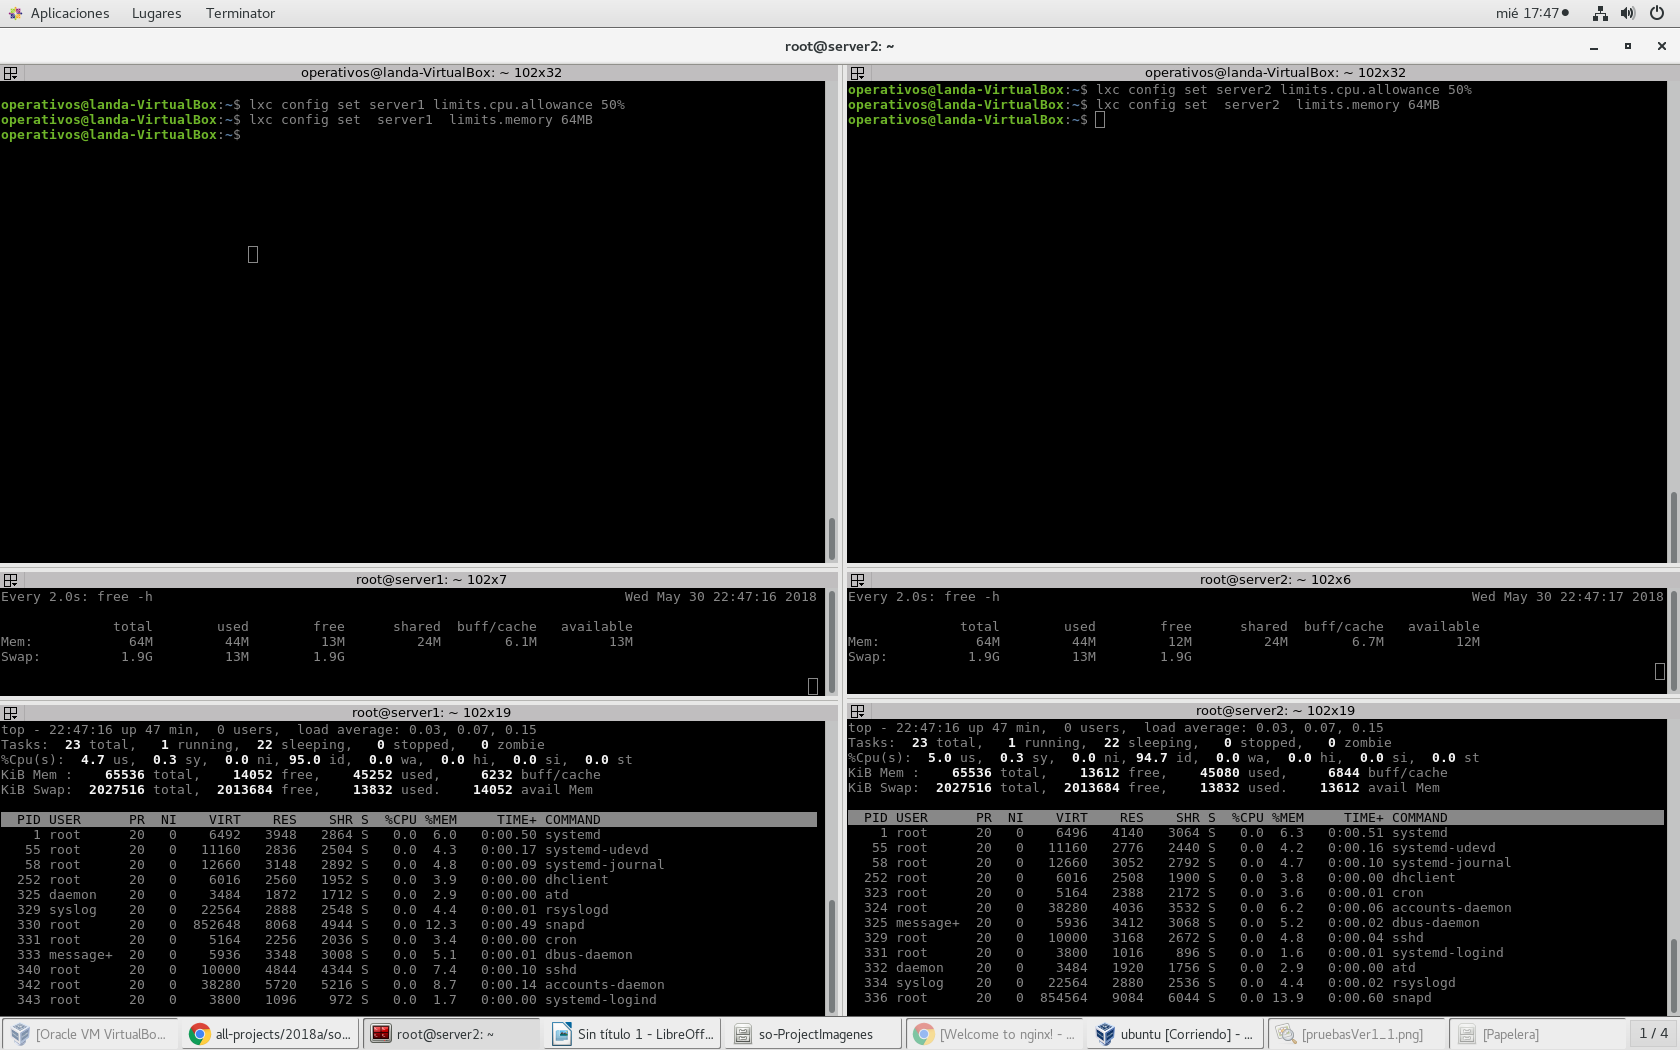 Aplicaciones Lugares Terminator mié 17:47
root@server2: ~
operativos@landa-VirtualBox: ~ 102x32
operativos@landa-VirtualBox:~$ lxc config set server1 limits.cpu.allowance 50%
operativos@landa-VirtualBox:~$ lxc config set  server1  limits.memory 64MB
operativos@landa-VirtualBox:~$
operativos@landa-VirtualBox: ~ 102x32
operativos@landa-VirtualBox:~$ lxc config set server2 limits.cpu.allowance 50%
operativos@landa-VirtualBox:~$ lxc config set  server2  limits.memory 64MB
operativos@landa-VirtualBox:~$
root@server1: ~ 102x7
Every 2.0s: free -h Wed May 30 22:47:16 2018
total used free shared buff/cache available
Mem: 64M 44M 13M 24M 6.1M 13M
Swap: 1.9G 13M 1.9G
root@server2: ~ 102x6
Every 2.0s: free -h Wed May 30 22:47:17 2018
total used free shared buff/cache available
Mem: 64M 44M 12M 24M 6.7M 12M
Swap: 1.9G 13M 1.9G
root@server1: ~ 102x19
top - 22:47:16 up 47 min,  0 users,  load average: 0.03, 0.07, 0.15
Tasks:  23 total,   1 running,  22 sleeping,   0 stopped,   0 zombie
%Cpu(s):  4.7 us,  0.3 sy,  0.0 ni, 95.0 id,  0.0 wa,  0.0 hi,  0.0 si,  0.0 st
KiB Mem :    65536 total,    14052 free,    45252 used,     6232 buff/cache
KiB Swap:  2027516 total,  2013684 free,    13832 used.    14052 avail Mem
PID USER PR NI VIRT RES SHR S %CPU %MEM TIME+ COMMAND
1 root 20 0 6492 3948 2864 S 0.0 6.0 0:00.50 systemd
55 root 20 0 11160 2836 2504 S 0.0 4.3 0:00.17 systemd-udevd
58 root 20 0 12660 3148 2892 S 0.0 4.8 0:00.09 systemd-journal
252 root 20 0 6016 2560 1952 S 0.0 3.9 0:00.00 dhclient
325 daemon 20 0 3484 1872 1712 S 0.0 2.9 0:00.00 atd
329 syslog 20 0 22564 2888 2548 S 0.0 4.4 0:00.01 rsyslogd
330 root 20 0 852648 8068 4944 S 0.0 12.3 0:00.49 snapd
331 root 20 0 5164 2256 2036 S 0.0 3.4 0:00.00 cron
333 message+ 20 0 5936 3348 3008 S 0.0 5.1 0:00.01 dbus-daemon
340 root 20 0 10000 4844 4344 S 0.0 7.4 0:00.10 sshd
342 root 20 0 38280 5720 5216 S 0.0 8.7 0:00.14 accounts-daemon
343 root 20 0 3800 1096 972 S 0.0 1.7 0:00.00 systemd-logind
root@server2: ~ 102x19
top - 22:47:16 up 47 min,  0 users,  load average: 0.03, 0.07, 0.15
Tasks:  23 total,   1 running,  22 sleeping,   0 stopped,   0 zombie
%Cpu(s):  5.0 us,  0.3 sy,  0.0 ni, 94.7 id,  0.0 wa,  0.0 hi,  0.0 si,  0.0 st
KiB Mem :    65536 total,    13612 free,    45080 used,     6844 buff/cache
KiB Swap:  2027516 total,  2013684 free,    13832 used.    13612 avail Mem
PID USER PR NI VIRT RES SHR S %CPU %MEM TIME+ COMMAND
1 root 20 0 6496 4140 3064 S 0.0 6.3 0:00.51 systemd
55 root 20 0 11160 2776 2440 S 0.0 4.2 0:00.16 systemd-udevd
58 root 20 0 12660 3052 2792 S 0.0 4.7 0:00.10 systemd-journal
252 root 20 0 6016 2508 1900 S 0.0 3.8 0:00.00 dhclient
323 root 20 0 5164 2388 2172 S 0.0 3.6 0:00.01 cron
324 root 20 0 38280 4036 3532 S 0.0 6.2 0:00.06 accounts-daemon
325 message+ 20 0 5936 3412 3068 S 0.0 5.2 0:00.02 dbus-daemon
329 root 20 0 10000 3168 2672 S 0.0 4.8 0:00.04 sshd
331 root 20 0 3800 1016 896 S 0.0 1.6 0:00.01 systemd-logind
332 daemon 20 0 3484 1920 1756 S 0.0 2.9 0:00.00 atd
334 syslog 20 0 22564 2880 2536 S 0.0 4.4 0:00.02 rsyslogd
336 root 20 0 854564 9084 6044 S 0.0 13.9 0:00.60 snapd
[Oracle VM VirtualBo... all-projects/2018a/so... root@server2: ~ Sin título 1 - LibreOff... so-ProjectImagenes [Welcome to nginx! - ... ubuntu [Corriendo] - ... [pruebasVer1_1.png] [Papelera] 1 / 4